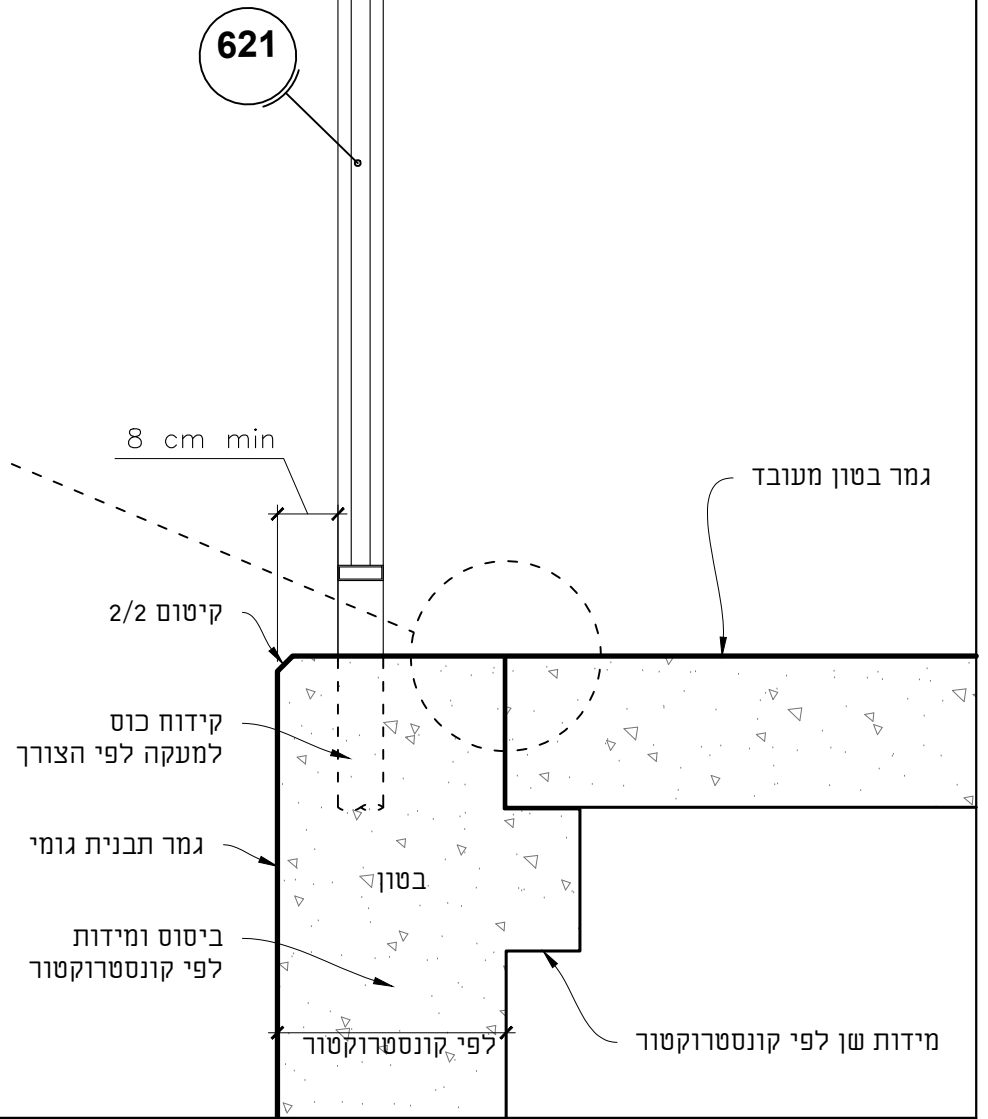 621
8 cm min
גמר בטון מעובד
קיטום 2/2
קידוח כוס
למעקה לפי הצורך
גמר תבנית גומי
בטון
ביסוס ומידות
לפי קונסטרוקטור
לפי קונסטרוקטור
מידות שן לפי קונסטרוקטור